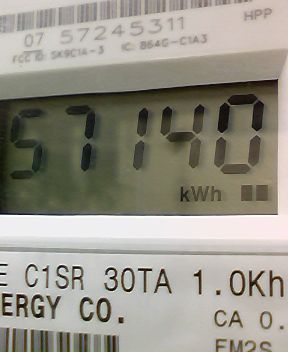 HPP
07 57245311
FCC ID: SK9C1A-3 IC: 864G-C1A3
57140
kWh
E C1SR 30TA 1.0Kh
ERGY CO.
CA 0.
FM2S